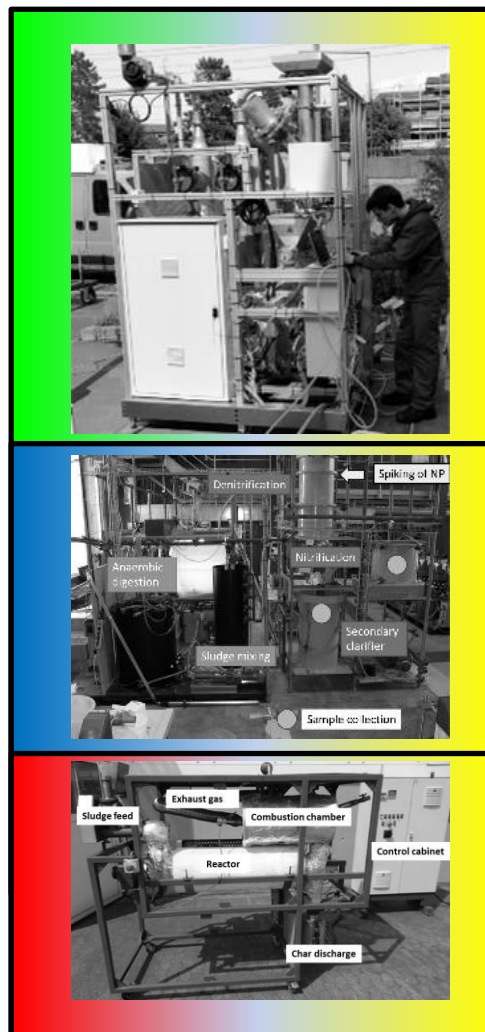 Denitrification
Spiking of NP
Nitrification
Anaerobic
digestion
Sludge mixing
Secondary
clarifier
Sample collection
Exhaust gas
Sludge feed
Combustion chamber
Control cabinet
Reactor
Char discharge